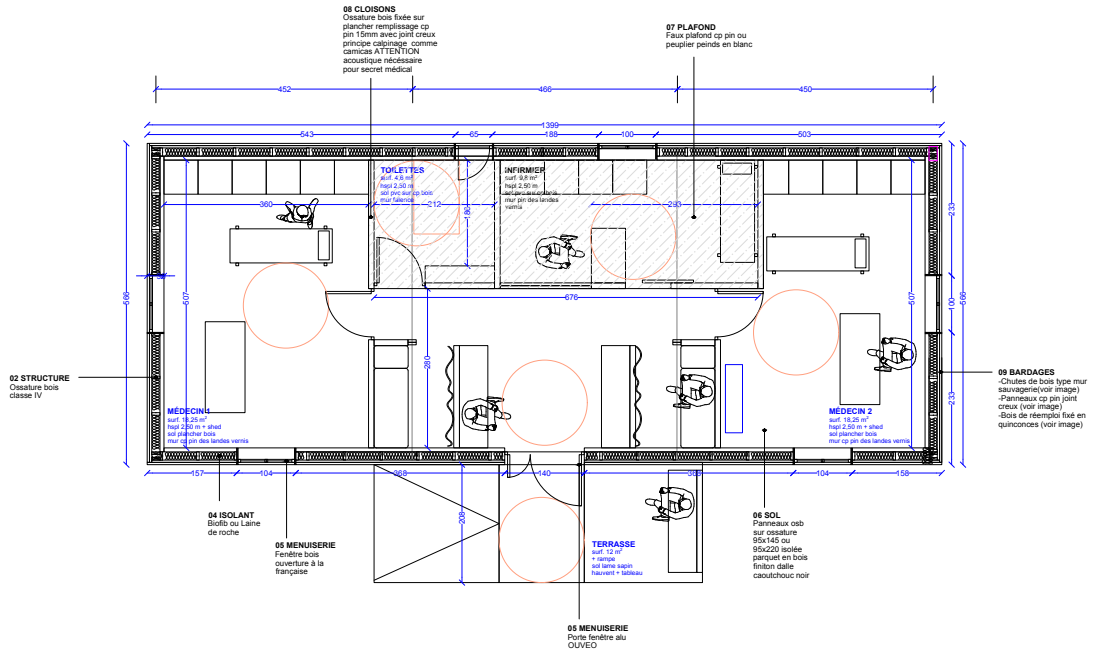 08 CLOISONS
Ossature bois fixée sur
plancher remplissage cp
pin 15mm avec joint creux
principe calpinage comme
camicas ATTENTION
acoustique nécéssaire
pour secret médical
07 PLAFOND
Faux plafond cp pin ou
peuplier peinds en blanc
452
466
450
1399
543
65
188
100
503
TOILETTES
surf. 4,6 m²
hspl 2,50 m
sol pvc sur cp bois
mur faïence
INFIRMIER
surf. 9,8 m²
hspl 2,50 m
mur pin des landes
vernis
360
212
180
293
233
566
507
676
507
100
566
280
233
02 STRUCTURE
Ossature bois
classe IV
09 BARDAGES
-Chutes de bois type mur
sauvagerie(voir image)
-Panneaux cp pin joint
creux (voir image)
-Bois de réemploi fixé en
quinconces (voir image)
MÉDECIN 1
surf. 18,25 m²
hspl 2,50 m + shed
sol plancher bois
mur cp pin des landes vernis
MÉDECIN 2
surf. 18,25 m²
hspl 2,50 m + shed
sol plancher bois
mur cp pin des landes vernis
157
104
368
140
104
158
208
04 ISOLANT
Biofib ou Laine
de roche
05 MENUISERIE
Fenêtre bois
ouverture à la
française
TERRASSE
surf. 12 m²
+ rampe
sol lame sapin
hauvent + tableau
06 SOL
Panneaux osb
sur ossature
95x145 ou
95x220 isolée
parquet en bois
finiton dalle
caoutchouc noir
05 MENUISERIE
Porte fenêtre alu
OUVEO